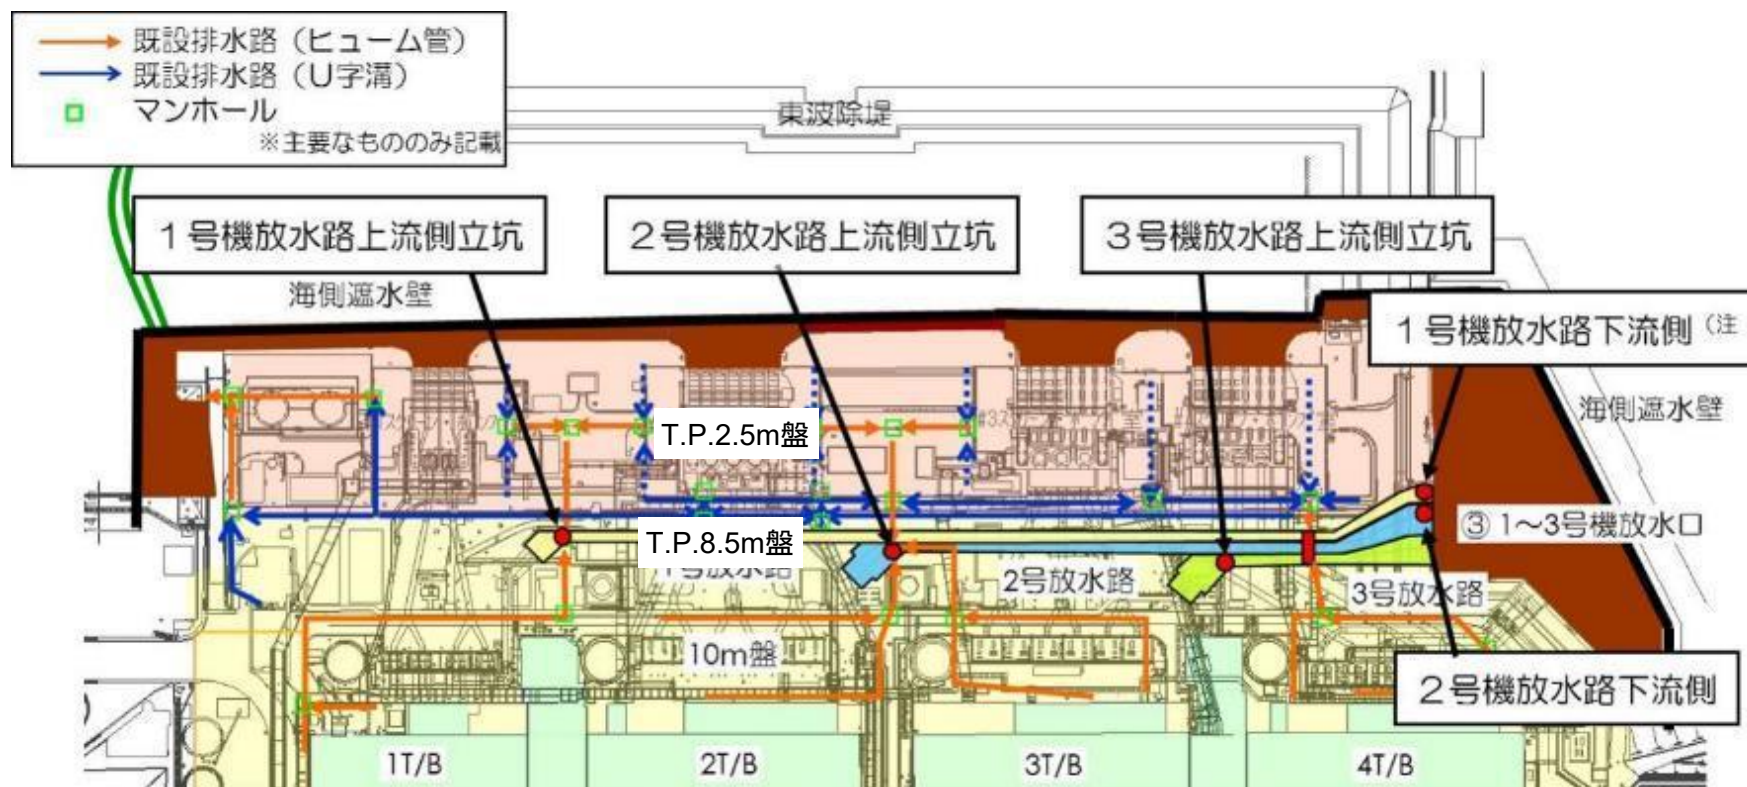 既設排水路（ヒューム管）
既設排水路（U字溝）
マンホール
※主要なもののみ記載
東波除堤
1号機放水路上流側立坑
2号機放水路上流側立坑
3号機放水路上流側立坑
海側遮水壁
1号機放水路下流側（注
海側遮水壁
T.P.2.5m盤
③1〜3号機放水口
T.P.8.5m盤
1号放水路
2号放水路
3号放水路
10m盤
2号機放水路下流側
1T/B
2T/B
3T/B
4T/B